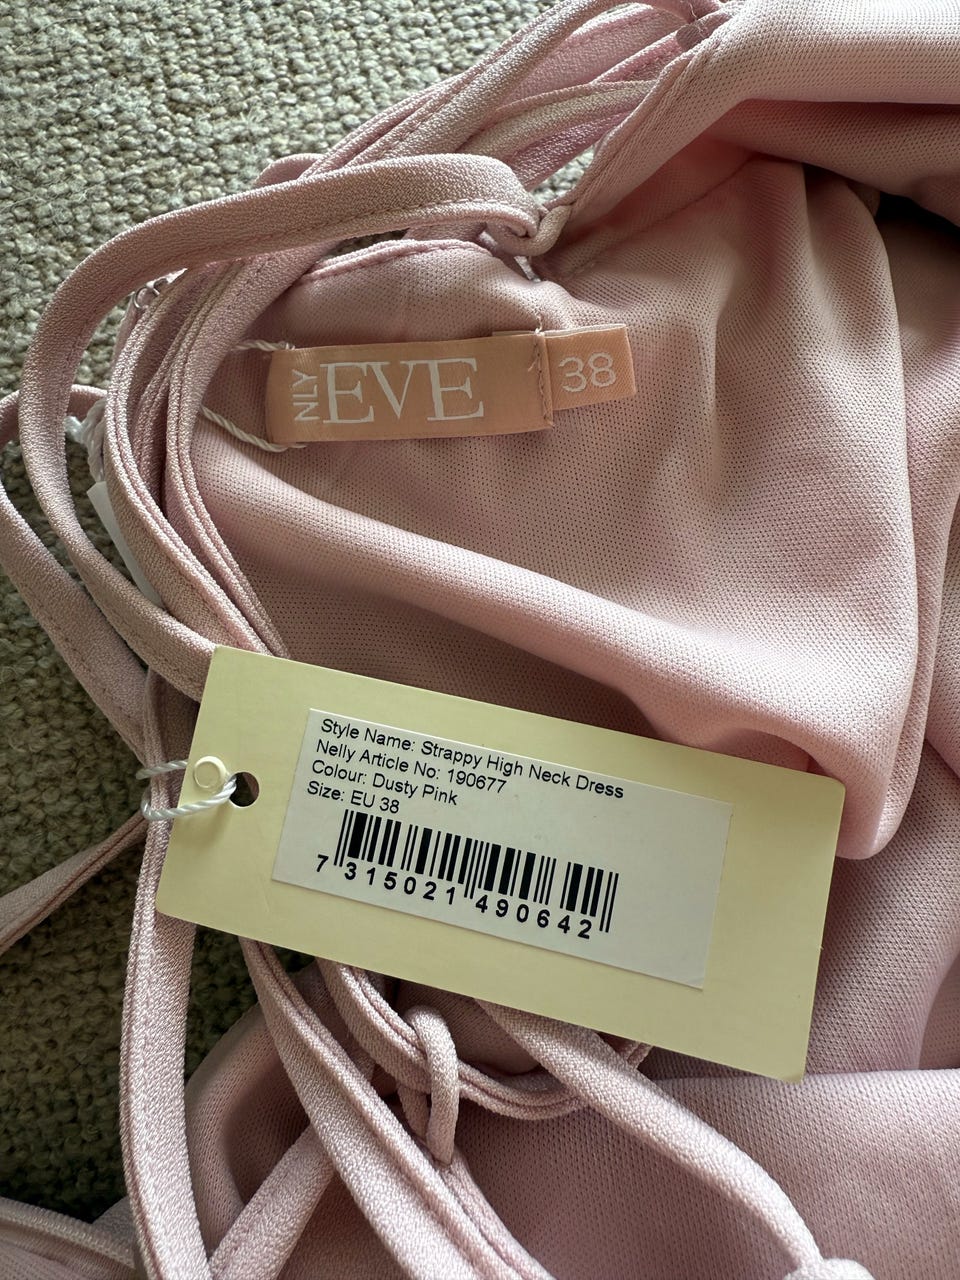 NLY EVE
38
Style Name: Strappy High Neck Dress
Nelly Article No: 190677
Colour: Dusty Pink
Size: EU 38
7 315021 490642